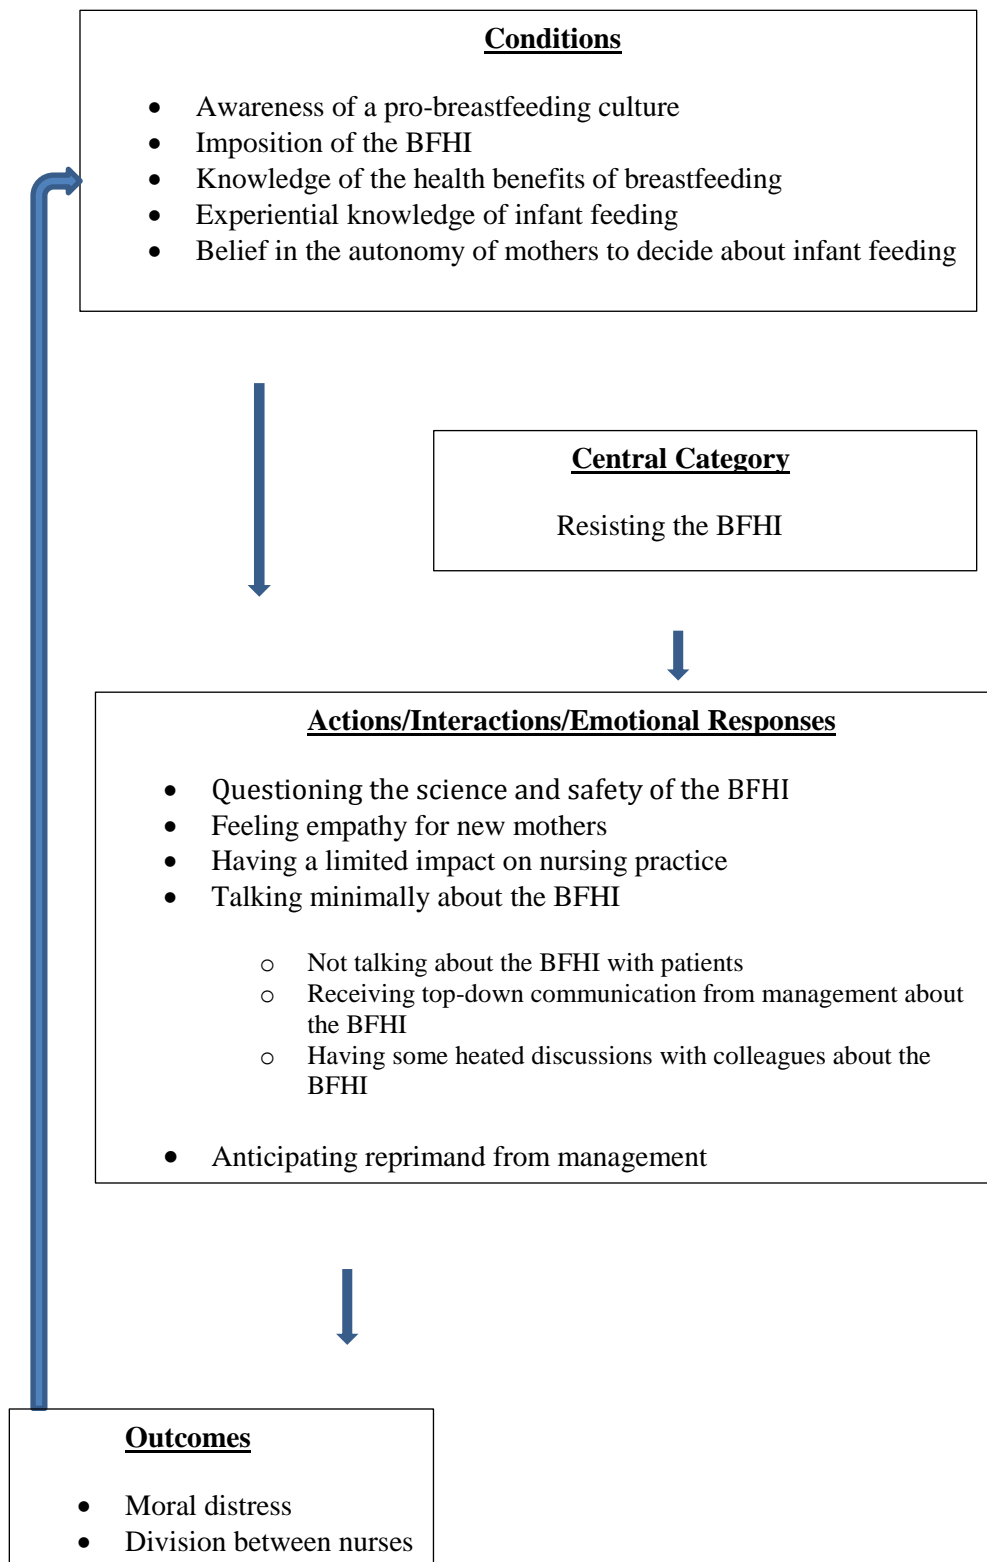 Conditions
• Awareness of a pro-breastfeeding culture
• Imposition of the BFHI
• Knowledge of the health benefits of breastfeeding
• Experiential knowledge of infant feeding
• Belief in the autonomy of mothers to decide about infant feeding
Central Category
Resisting the BFHI
Actions/Interactions/Emotional Responses
• Questioning the science and safety of the BFHI
• Feeling empathy for new mothers
• Having a limited impact on nursing practice
• Talking minimally about the BFHI
o Not talking about the BFHI with patients
o Receiving top-down communication from management about
the BFHI
o Having some heated discussions with colleagues about the
BFHI
• Anticipating reprimand from management
Outcomes
• Moral distress
• Division between nurses